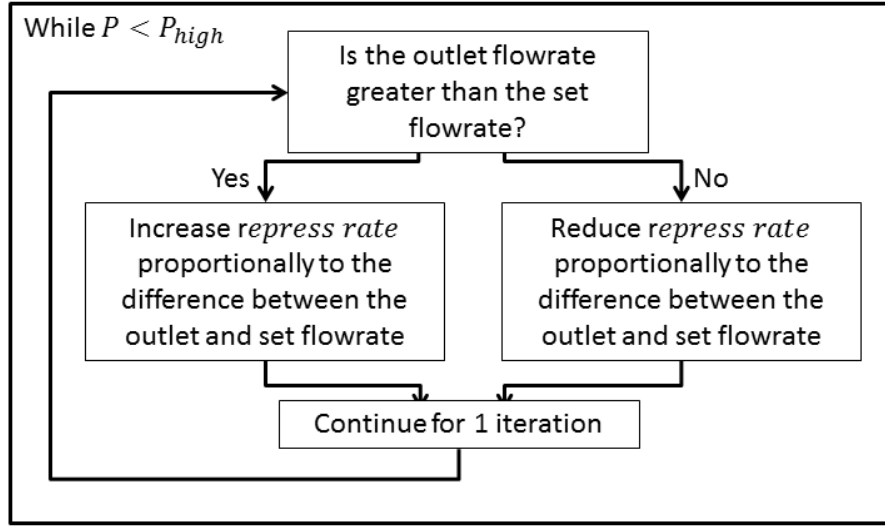 While P < P_high
Is the outlet flowrate
greater than the set
flowrate?
Yes
No
Increase repress rate
proportionally to the
difference between the
outlet and set flowrate
Reduce repress rate
proportionally to the
difference between the
outlet and set flowrate
Continue for 1 iteration